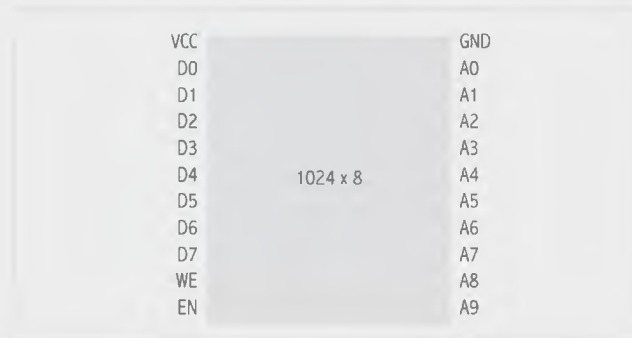 VCC GND
D0 A0
D1 A1
D2 A2
D3 A3
D4 1024 x 8 A4
D5 A5
D6 A6
D7 A7
WE A8
EN A9